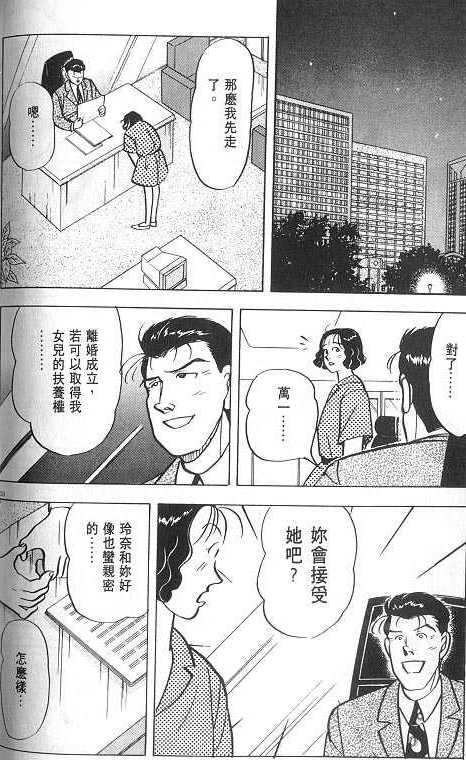 那麼我先走
了。
嗯……
對了……
萬一……
離婚成立，
若可以取得我
女兒的扶養權
………
妳會接受
她吧？
玲奈和妳好
像也蠻親密
的……
怎麼樣…